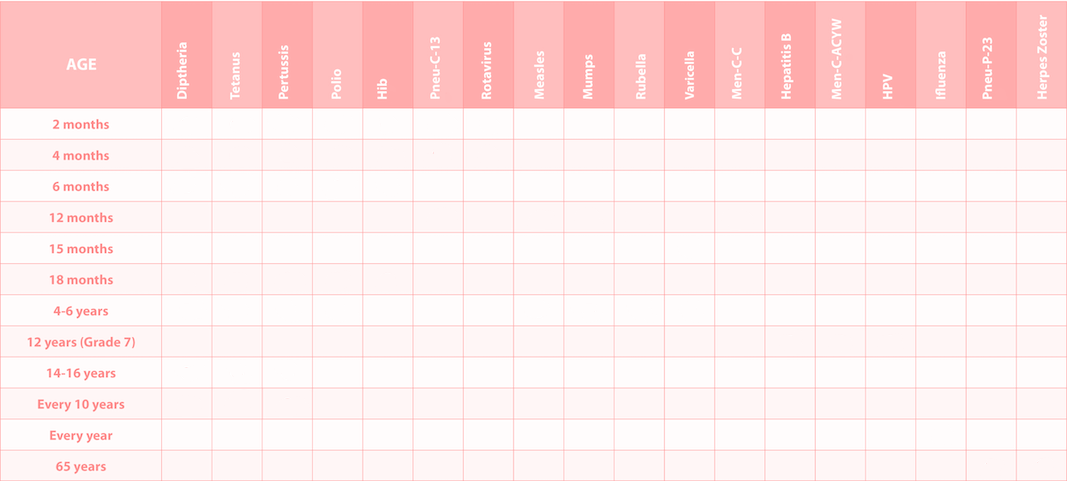 AGE
Diptheria
Tetanus
Pertussis
Polio
Hib
Pneu-C-13
Rotavirus
Measles
Mumps
Rubella
Varicella
Men-C-C
Hepatitis B
Men-C-ACYW
HPV
Ifluenza
Pneu-P-23
Herpes Zoster
2 months
4 months
6 months
12 months
15 months
18 months
4-6 years
12 years (Grade 7)
14-16 years
Every 10 years
Every year
65 years